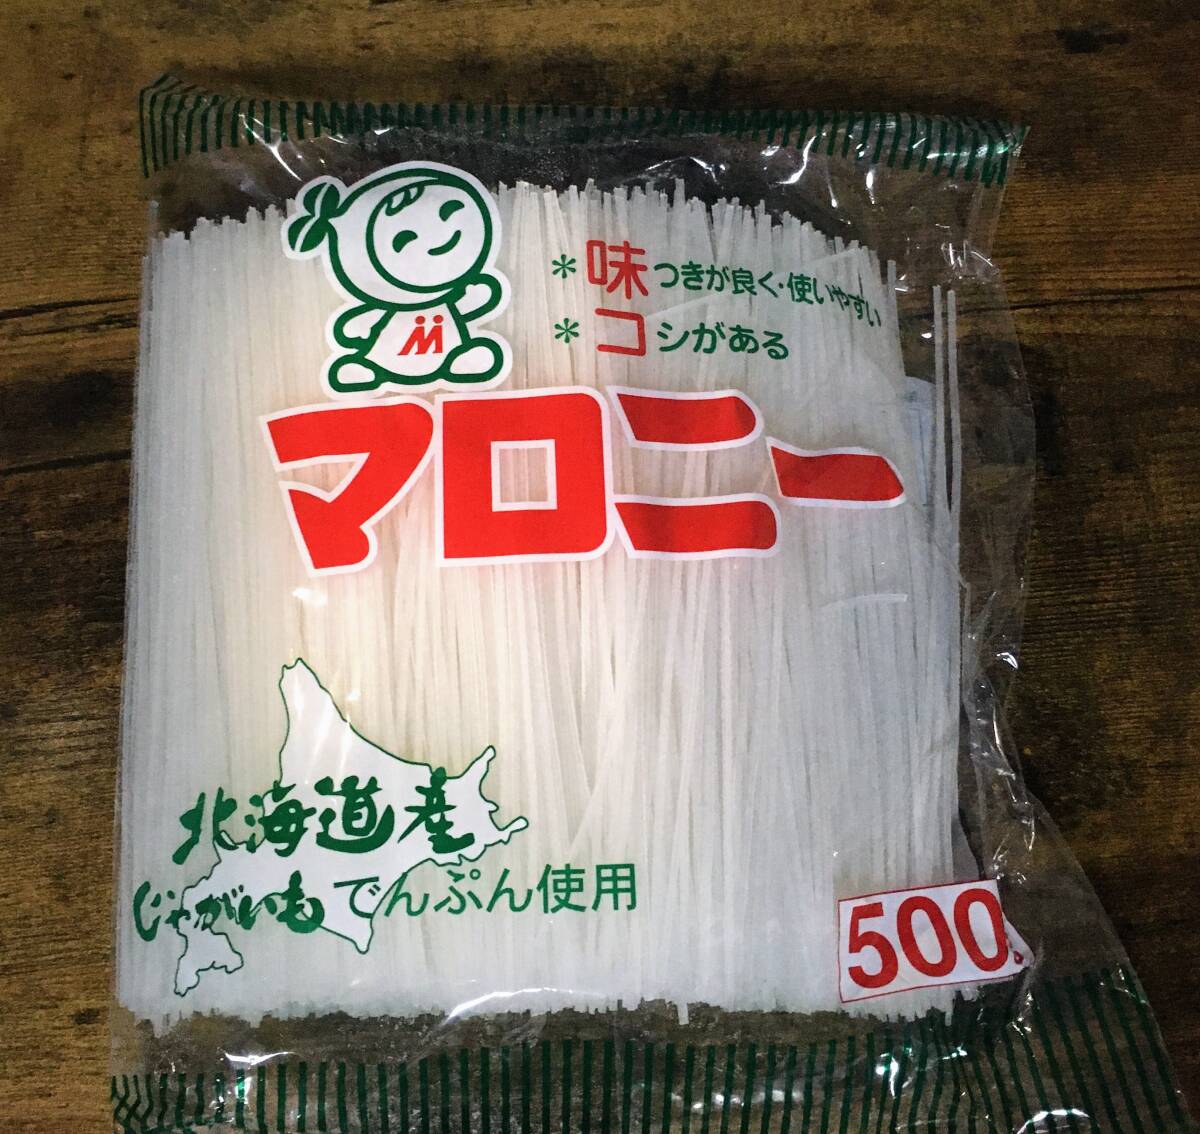 *味つきが良く・使いやすい
*コシがある
M
マロニー
北海道産
じゃがいもでんぷん使用
500g